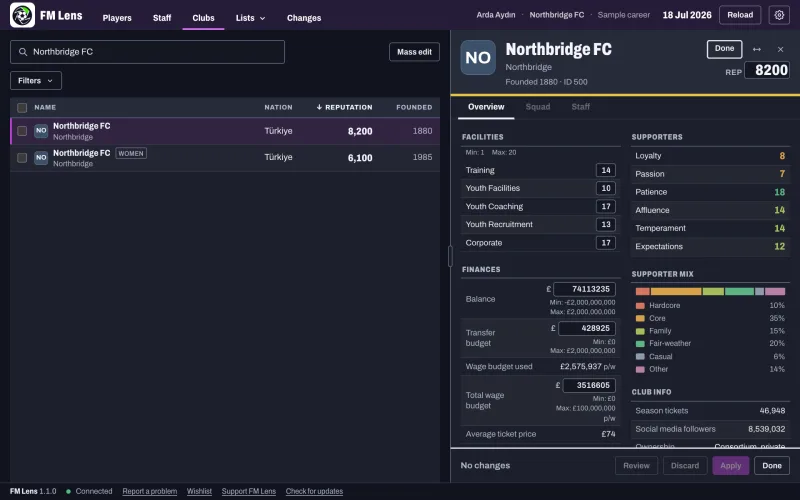 FM Lens
Players
Staff
Clubs
Lists
Changes
Arda Aydın · Northbridge FC · Sample career
18 Jul 2026
Reload
Northbridge FC
Mass edit
Filters
NAME
NATION
↓ REPUTATION
FOUNDED
NO
Northbridge FC
Northbridge
Türkiye
8,200
1880
NO
Northbridge FC WOMEN
Northbridge
Türkiye
6,100
1985
NO
Northbridge FC
Northbridge
Founded 1880 · ID 500
Done
REP 8200
Overview
Squad
Staff
FACILITIES
Min: 1 Max: 20
Training 14
Youth Facilities 10
Youth Coaching 17
Youth Recruitment 13
Corporate 17
FINANCES
Balance
£ 74113235
Min: -£2,000,000,000
Max: £2,000,000,000
Transfer budget
£ 428925
Min: £0
Max: £2,000,000,000
Wage budget used £2,575,937 p/w
Total wage budget
£ 3516605
Min: £0
Max: £100,000,000 p/w
Average ticket price £74
SUPPORTERS
Loyalty 8
Passion 7
Patience 18
Affluence 14
Temperament 14
Expectations 12
SUPPORTER MIX
Hardcore 10%
Core 35%
Family 15%
Fair-weather 20%
Casual 6%
Other 14%
CLUB INFO
Season tickets 46,948
Social media followers 8,539,032
Ownership Consortium, private
No changes
Review
Discard
Apply
Done
FM Lens 1.1.0
Connected
Report a problem
Wishlist
Support FM Lens
Check for updates